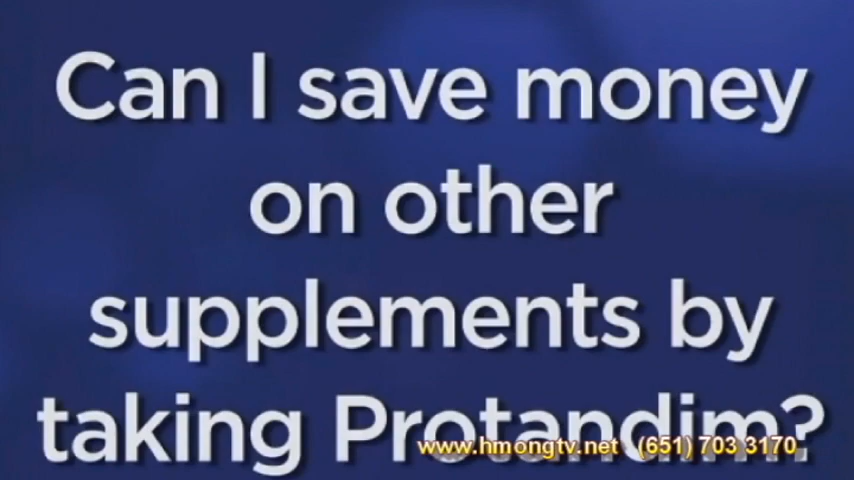 Can I save money
on other
supplements by
taking Protandim?
www.hmongtv.net (651) 703 3170